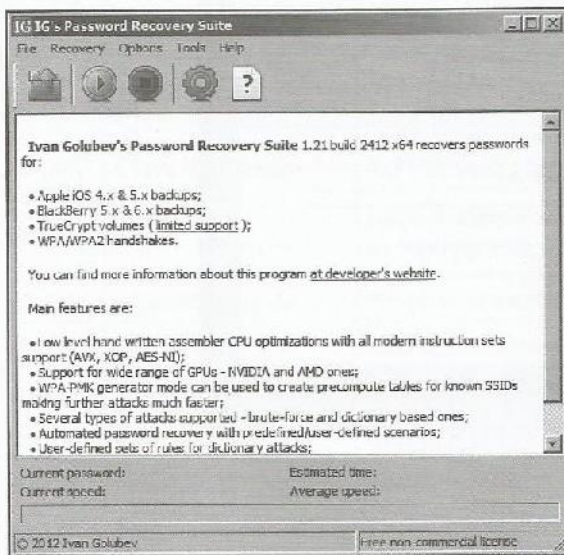 IG IG's Password Recovery Suite
File Recovery Options Tools Help
?
Ivan Golubev's Password Recovery Suite 1.21 build 2412 x64 recovers passwords
for:
• Apple iOS 4.x & 5.x backups;
• BlackBerry 5.x & 6.x backups;
• TrueCrypt volumes ( limited support );
• WPA/WPA2 handshakes.
You can find more information about this program at developer's website.
Main features are:
• Low level hand written assembler CPU optimizations with all modern instruction sets
support (AVX, XOP, AES-NI);
• Support for wide range of GPUs - NVIDIA and AMD ones;
• WPA-PMK generator mode can be used to create precompute tables for known SSIDs
making further attacks much faster;
• Several types of attacks supported - brute-force and dictionary based ones;
• Automated password recovery with predefined/user-defined scenarios;
• User-defined sets of rules for dictionary attacks;
Current password: Estimated time:
Current speed: Average speed:
© 2012 Ivan Golubev Free non-commercial license